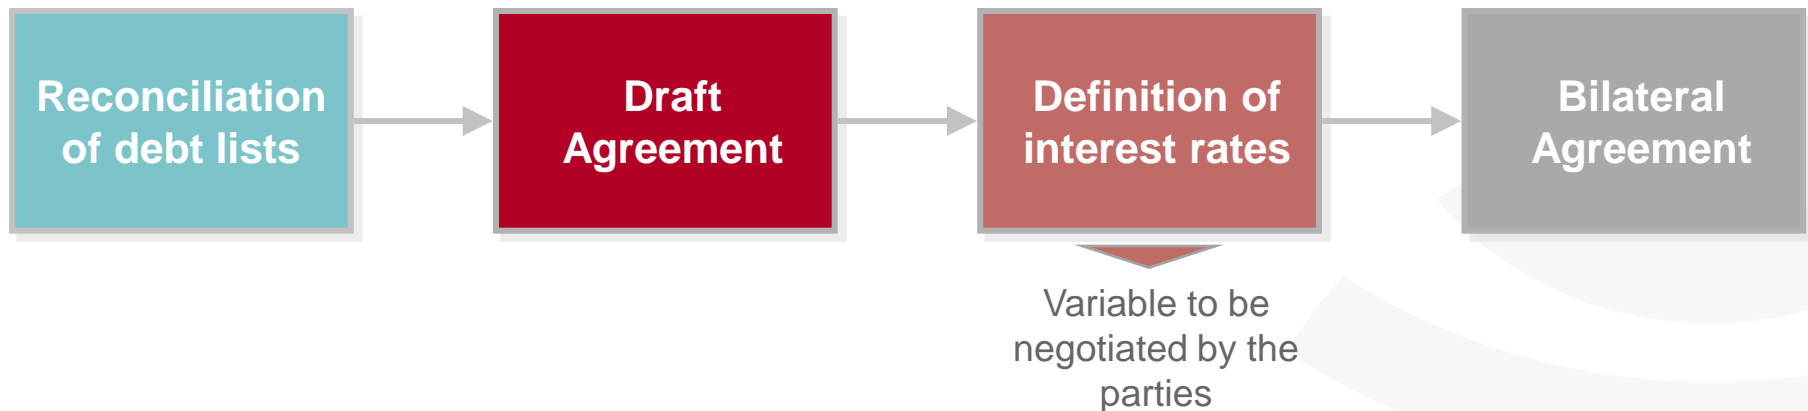 Reconciliation
of debt lists
Draft
Agreement
Definition of
interest rates
Bilateral
Agreement
Variable to be
negotiated by the
parties